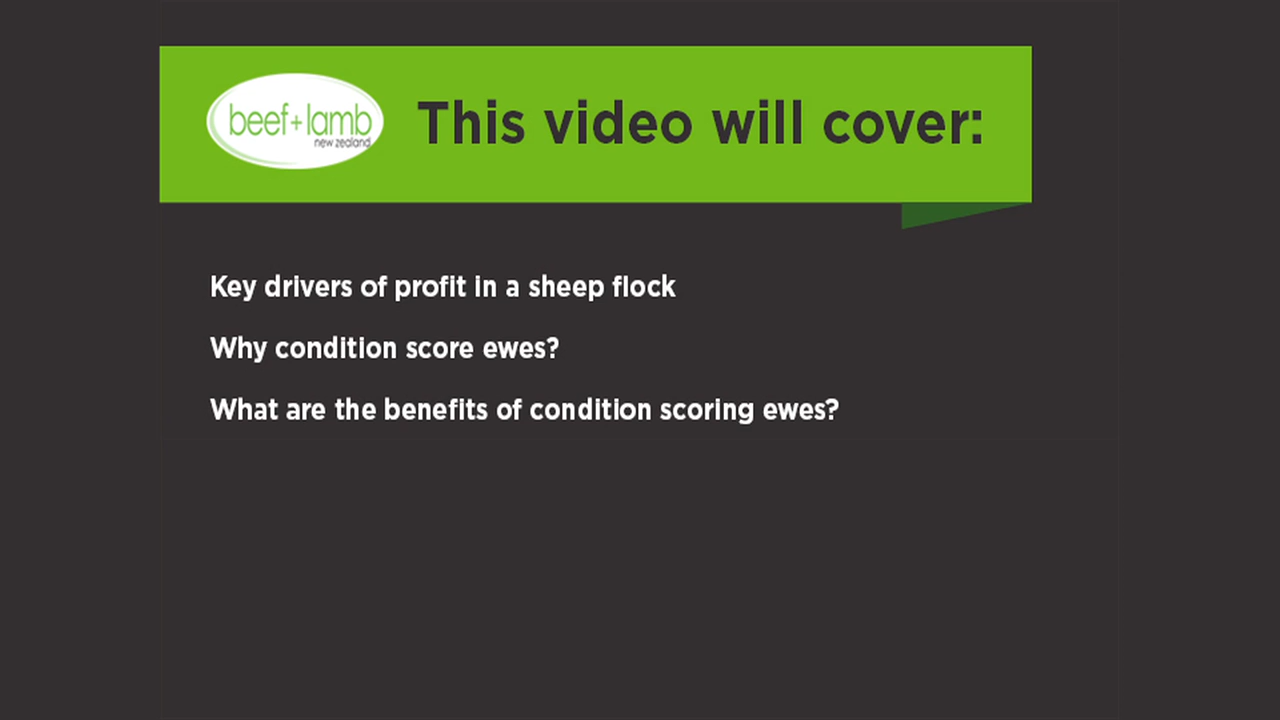 beef+lamb
new zealand
This video will cover:
Key drivers of profit in a sheep flock
Why condition score ewes?
What are the benefits of condition scoring ewes?